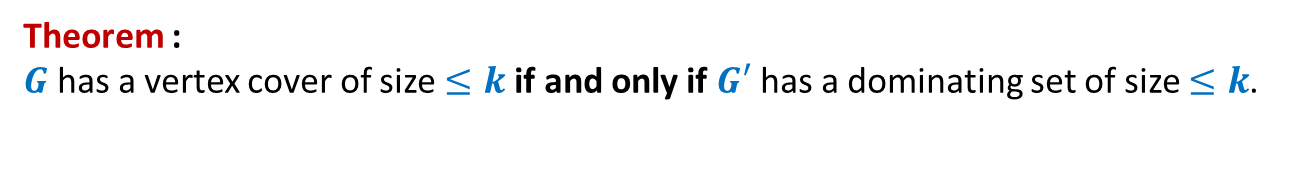 Theorem :
G has a vertex cover of size ≤ k if and only if G′ has a dominating set of size ≤ k.